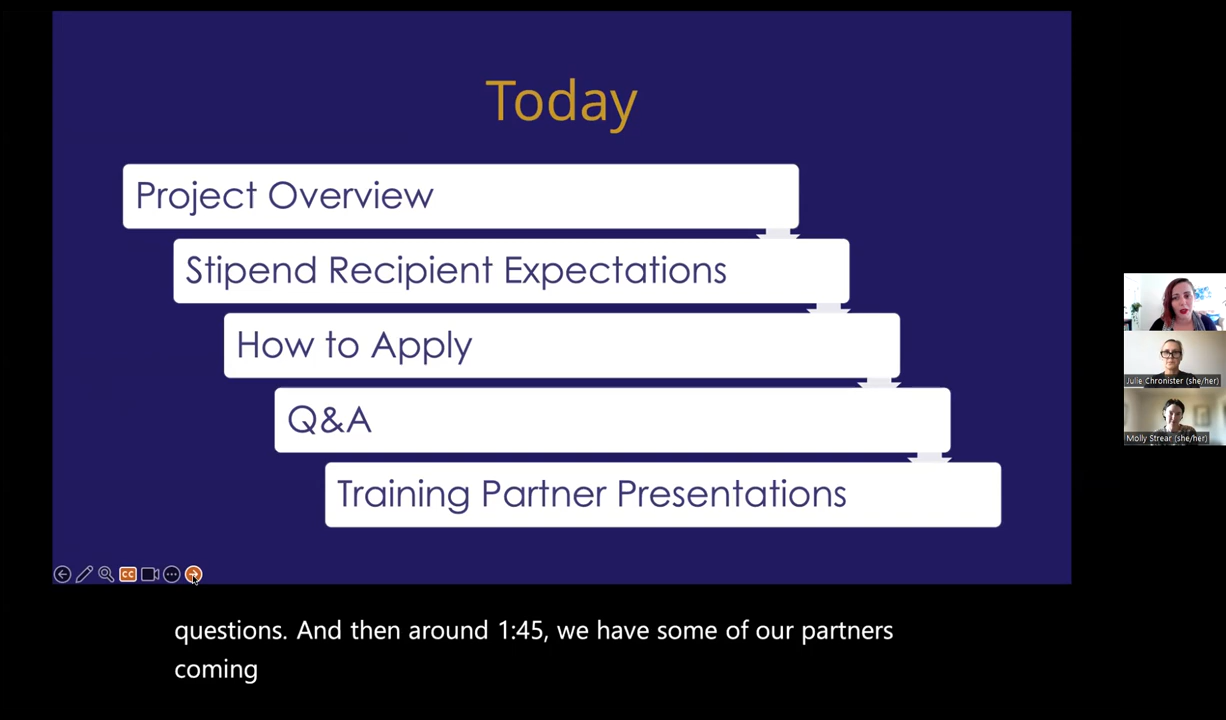 Today
Project Overview
Stipend Recipient Expectations
How to Apply
Q&A
Training Partner Presentations
CC
Julie Chronister (she/her)
Molly Strear (she/her)
questions. And then around 1:45, we have some of our partners
coming